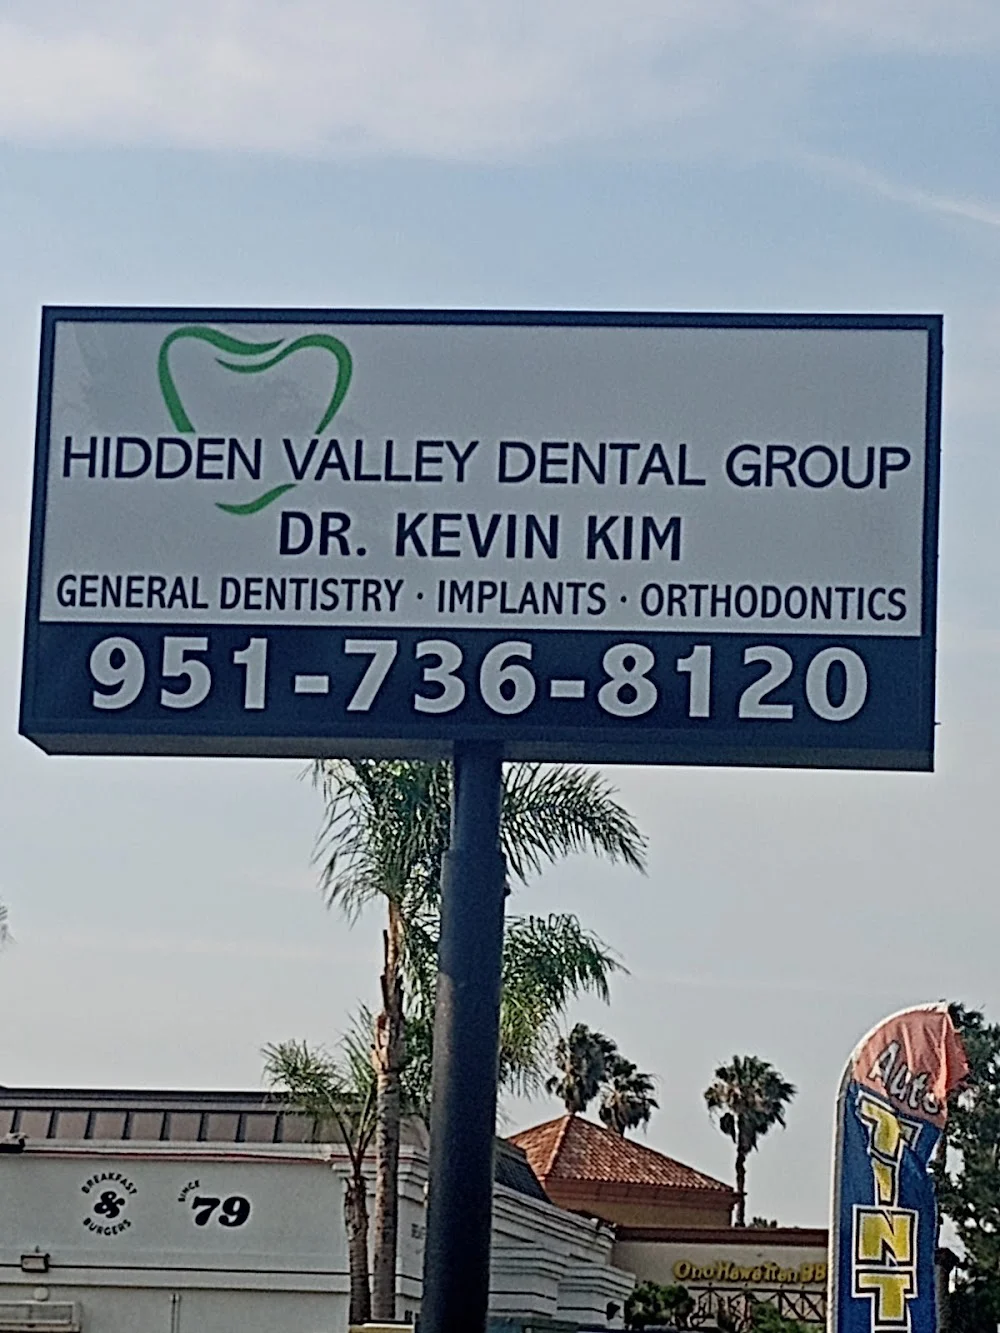 HIDDEN VALLEY DENTAL GROUP
DR. KEVIN KIM
GENERAL DENTISTRY · IMPLANTS · ORTHODONTICS
951-736-8120
BREAKFAST
&
BURGERS
SINCE
79
Ono Hawaiian BB
Auto
TINT